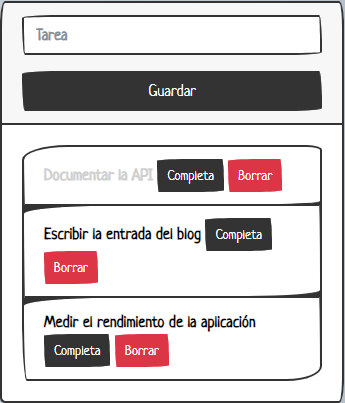 Tarea
Guardar
Documentar la API Completa Borrar
Escribir la entrada del blog Completa
Borrar
Medir el rendimiento de la aplicación
Completa Borrar